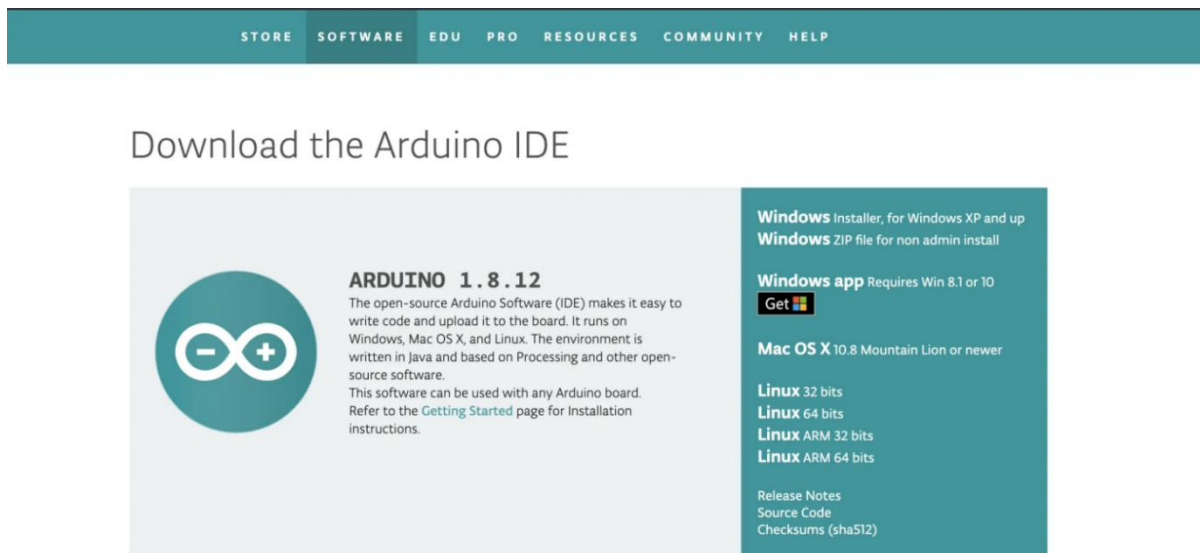 STORE SOFTWARE EDU PRO RESOURCES COMMUNITY HELP
Download the Arduino IDE
ARDUINO 1.8.12
The open-source Arduino Software (IDE) makes it easy to
write code and upload it to the board. It runs on
Windows, Mac OS X, and Linux. The environment is
written in Java and based on Processing and other open-
source software.
This software can be used with any Arduino board.
Refer to the Getting Started page for Installation
instructions.
Windows Installer, for Windows XP and up
Windows ZIP file for non admin install
Windows app Requires Win 8.1 or 10
Get
Mac OS X 10.8 Mountain Lion or newer
Linux 32 bits
Linux 64 bits
Linux ARM 32 bits
Linux ARM 64 bits
Release Notes
Source Code
Checksums (sha512)